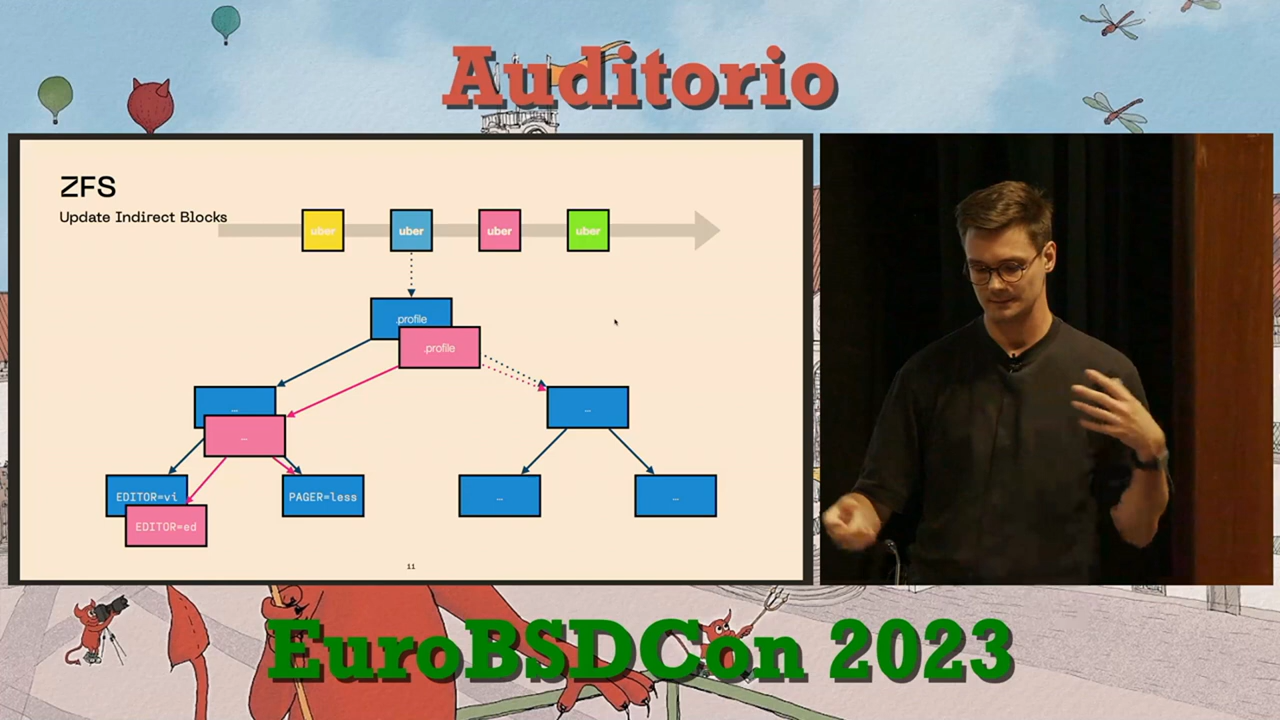 Auditorio
ZFS
Update Indirect Blocks
uber
uber
uber
uber
.profile
.profile
...
...
...
EDITOR=vi
PAGER=less
...
...
EDITOR=ed
11
EuroBSDCon 2023